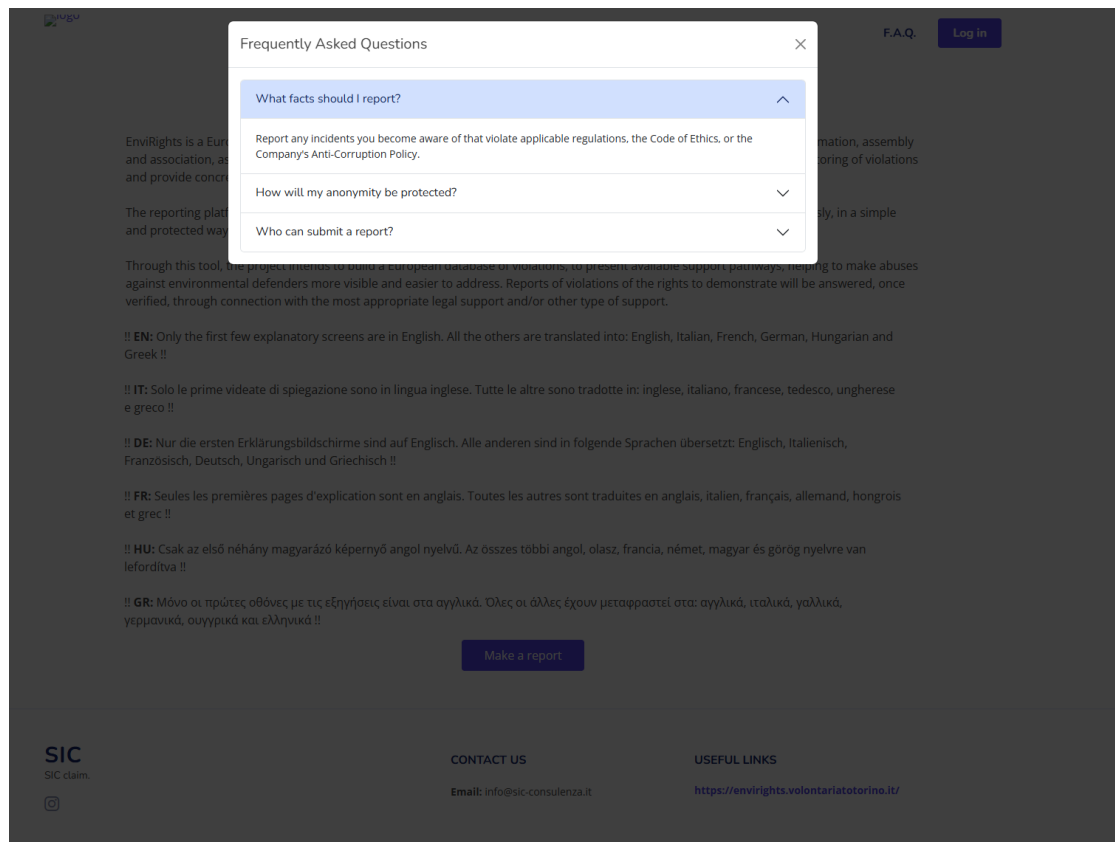 logo
F.A.Q.
Log in
Frequently Asked Questions
What facts should I report?
Report any incidents you become aware of that violate applicable regulations, the Code of Ethics, or the
Company's Anti-Corruption Policy.
How will my anonymity be protected?
Who can submit a report?
EnviRights is a Euro mation, assembly
and association, as oring of violations
and provide concre
The reporting platf sly, in a simple
and protected way
Through this tool, the project intends to build a European database of violations, to present available support pathways, helping to make abuses
against environmental defenders more visible and easier to address. Reports of violations of the rights to demonstrate will be answered, once
verified, through connection with the most appropriate legal support and/or other type of support.
!! EN: Only the first few explanatory screens are in English. All the others are translated into: English, Italian, French, German, Hungarian and
Greek !!
!! IT: Solo le prime videate di spiegazione sono in lingua inglese. Tutte le altre sono tradotte in: inglese, italiano, francese, tedesco, ungherese
e greco !!
!! DE: Nur die ersten Erklärungsbildschirme sind auf Englisch. Alle anderen sind in folgende Sprachen übersetzt: Englisch, Italienisch,
Französisch, Deutsch, Ungarisch und Griechisch !!
!! FR: Seules les premières pages d'explication sont en anglais. Toutes les autres sont traduites en anglais, italien, français, allemand, hongrois
et grec !!
!! HU: Csak az első néhány magyarázó képernyő angol nyelvű. Az összes többi angol, olasz, francia, német, magyar és görög nyelvre van
lefordítva !!
!! GR: Μόνο οι πρώτες οθόνες με τις εξηγήσεις είναι στα αγγλικά. Όλες οι άλλες έχουν μεταφραστεί στα: αγγλικά, ιταλικά, γαλλικά,
γερμανικά, ουγγρικά και ελληνικά !!
Make a report
SIC
SIC claim.
CONTACT US
Email: info@sic-consulenza.it
USEFUL LINKS
https://envirights.volontariatotorino.it/